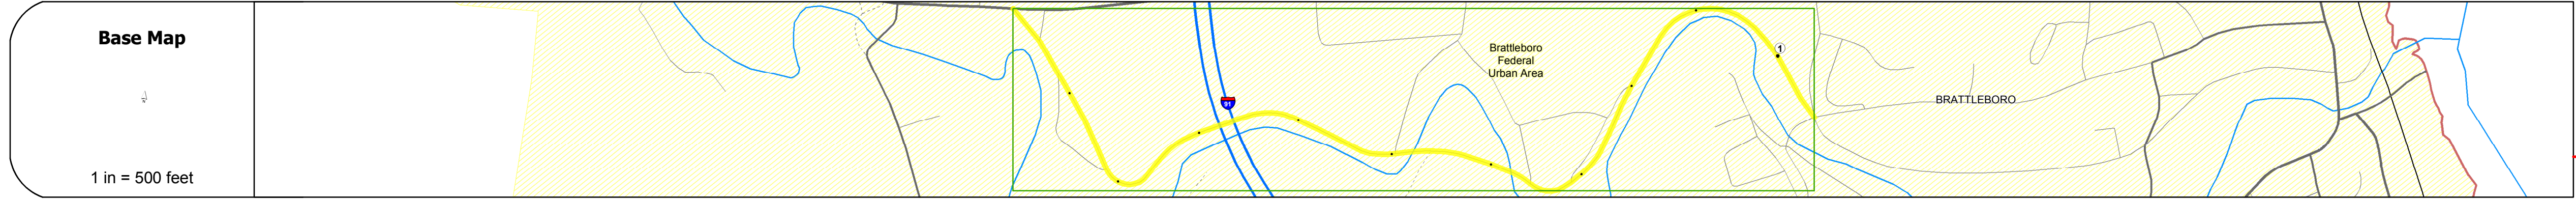 Base Map
1 in = 500 feet
91
Brattleboro
Federal
Urban Area
1
BRATTLEBORO